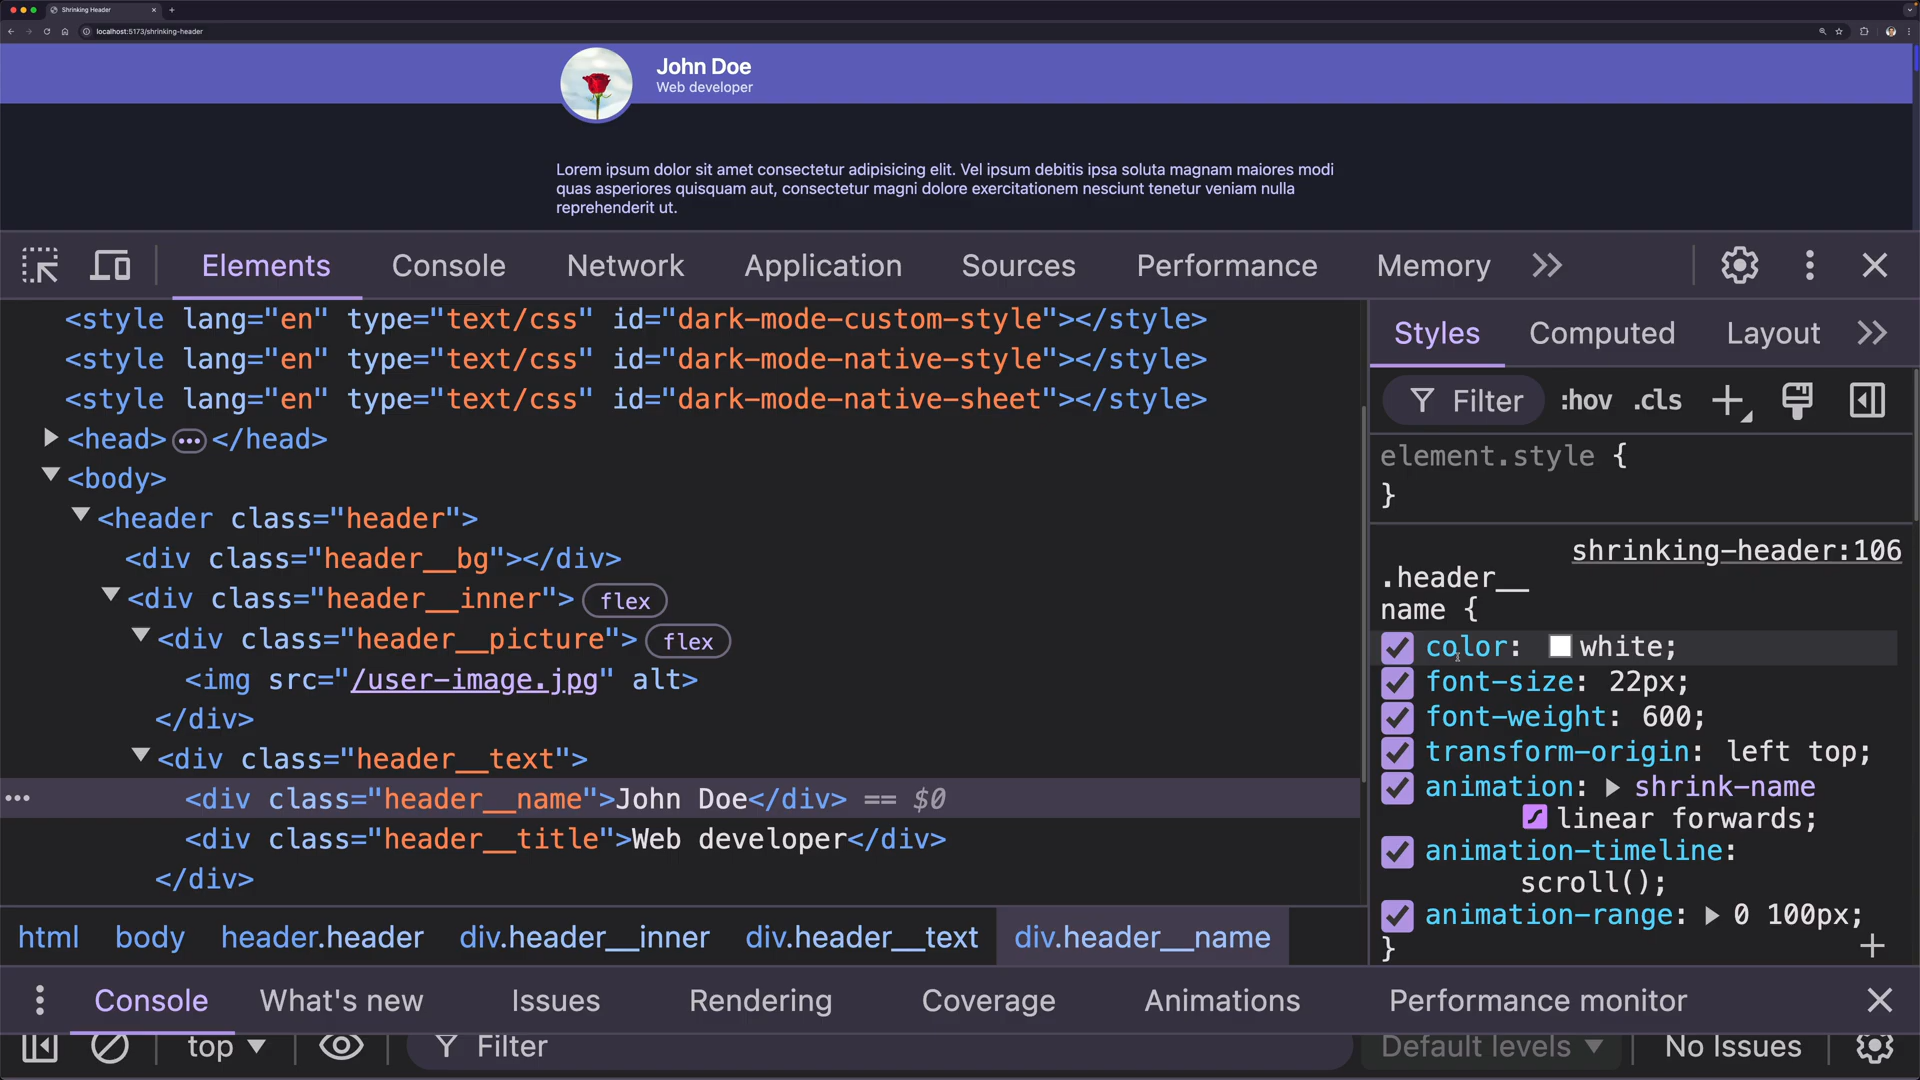 Shrinking Header
localhost:5173/shrinking-header
John Doe
Web developer
Lorem ipsum dolor sit amet consectetur adipisicing elit. Vel ipsum debitis ipsa soluta magnam maiores modi
quas asperiores quisquam aut, consectetur magni dolore exercitationem nesciunt tenetur veniam nulla
reprehenderit ut.
Elements Console Network Application Sources Performance Memory
<style lang="en" type="text/css" id="dark-mode-custom-style"></style>
<style lang="en" type="text/css" id="dark-mode-native-style"></style>
<style lang="en" type="text/css" id="dark-mode-native-sheet"></style>
<head> ••• </head>
<body>
<header class="header">
<div class="header__bg"></div>
<div class="header__inner"> flex
<div class="header__picture"> flex
<img src="/user-image.jpg" alt>
</div>
<div class="header__text">
<div class="header__name">John Doe</div> == $0
<div class="header__title">Web developer</div>
</div>
html body header.header div.header__inner div.header__text div.header__name
Styles Computed Layout
Filter :hov .cls
element.style {
}
shrinking-header:106
.header__
name {
color: white;
font-size: 22px;
font-weight: 600;
transform-origin: left top;
animation: shrink-name
linear forwards;
animation-timeline:
scroll();
animation-range: 0 100px;
}
Console What's new Issues Rendering Coverage Animations Performance monitor
top Filter Default levels No Issues